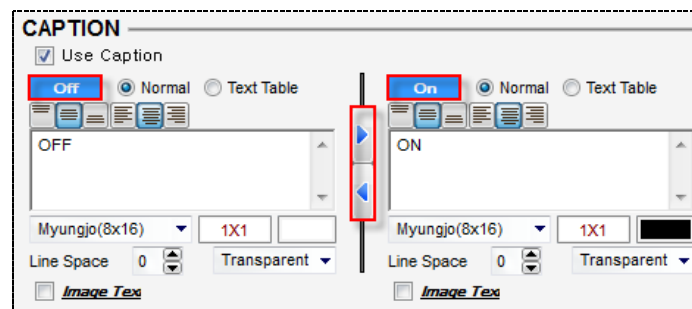 CAPTION
Use Caption
Off Normal Text Table
OFF
Myungjo(8x16) 1X1
Line Space 0 Transparent
Image Tex
On Normal Text Table
ON
Myungjo(8x16) 1X1
Line Space 0 Transparent
Image Tex